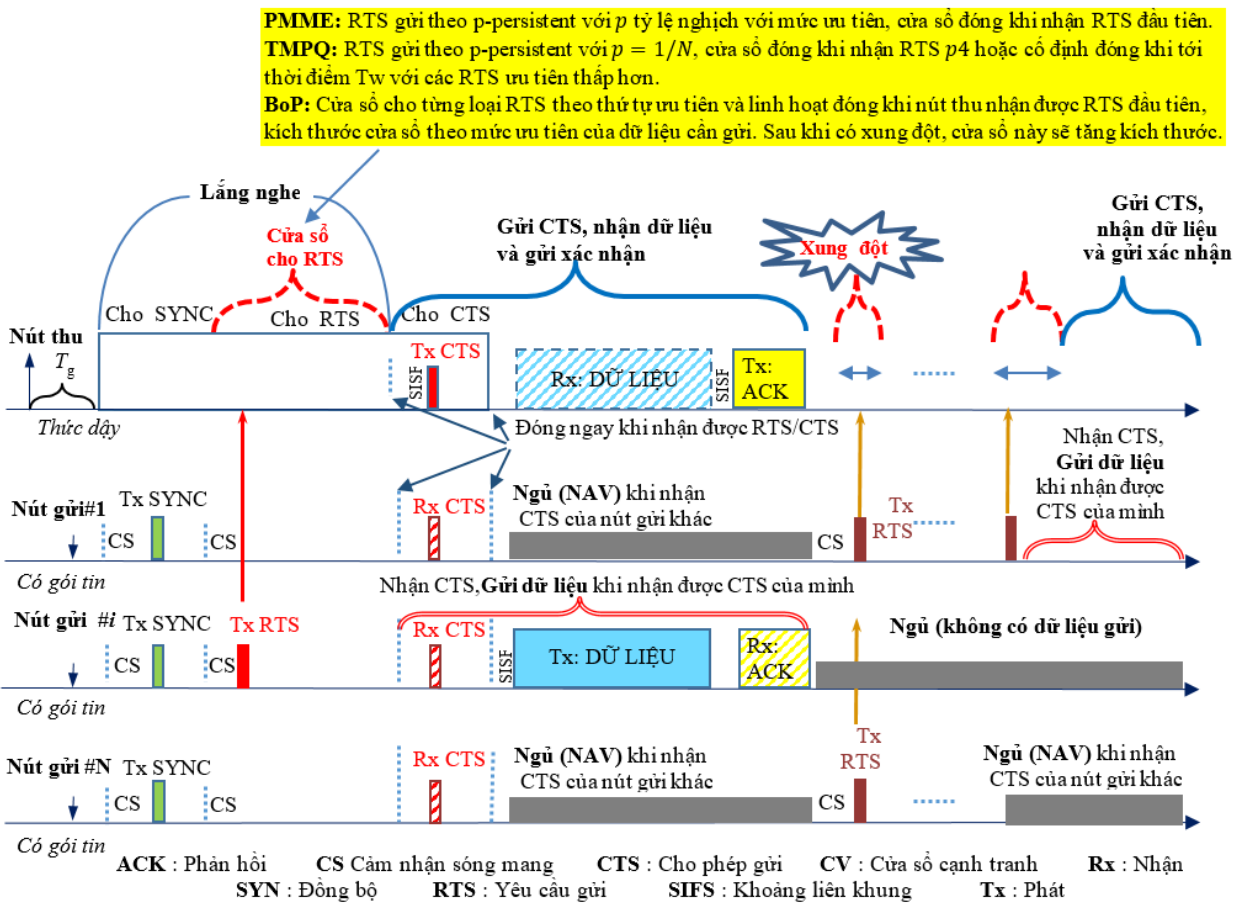 PMME: RTS gửi theo p-persistent với p tỷ lệ nghịch với mức ưu tiên, cửa sổ đóng khi nhận RTS đầu tiên.
TMPQ: RTS gửi theo p-persistent với p = 1/N, cửa sổ đóng khi nhận RTS p4 hoặc cố định đóng khi tới
thời điểm Tw với các RTS ưu tiên thấp hơn.
BoP: Cửa sổ cho từng loại RTS theo thứ tự ưu tiên và linh hoạt đóng khi nút thu nhận được RTS đầu tiên,
kích thước cửa sổ theo mức ưu tiên của dữ liệu cần gửi. Sau khi có xung đột, cửa sổ này sẽ tăng kích thước.
Lắng nghe
Cửa sổ
cho RTS
Gửi CTS, nhận dữ liệu
và gửi xác nhận
Xung đột
Gửi CTS,
nhận dữ liệu
và gửi xác nhận
Cho SYNC
Cho RTS
Cho CTS
Nút thu
Tg
Thức dậy
SISF
Tx CTS
Rx: DỮ LIỆU
SISF
Tx:
ACK
Đóng ngay khi nhận được RTS/CTS
Nhận CTS,
Gửi dữ liệu
khi nhận được
CTS của mình
Nút gửi#1
Tx SYNC
CS
CS
Rx CTS
Ngủ (NAV) khi nhận
CTS của nút gửi khác
CS
Tx
RTS
Có gói tin
Nhận CTS,Gửi dữ liệu khi nhận được CTS của mình
Nút gửi #i
Tx SYNC
Tx RTS
CS
CS
Rx CTS
SISF
Tx: DỮ LIỆU
Rx:
ACK
Ngủ (không có dữ liệu gửi)
Có gói tin
Nút gửi #N
Tx SYNC
CS
CS
Rx CTS
Ngủ (NAV) khi nhận
CTS của nút gửi khác
CS
Tx
RTS
Ngủ (NAV) khi nhận
CTS của nút gửi khác
Có gói tin
ACK : Phản hồi CS Cảm nhận sóng mang CTS : Cho phép gửi CV : Cửa sổ cạnh tranh Rx : Nhận
SYN : Đồng bộ RTS : Yêu cầu gửi SIFS : Khoảng liên khung Tx : Phát